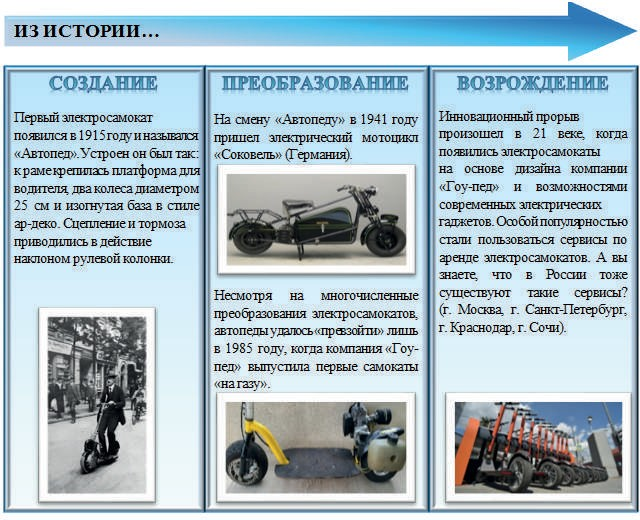 ИЗ ИСТОРИИ…
СОЗДАНИЕ
Первый электросамокат
появился в 1915 году и назывался
«Автопед». Устроен он был так:
к раме крепилась платформа для
водителя, два колеса диаметром
25 см и изогнутая база в стиле
ар-деко. Сцепление и тормоза
приводились в действие
наклоном рулевой колонки.
ПРЕОБРАЗОВАНИЕ
На смену «Автопеду» в 1941 году
пришел электрический мотоцикл
«Соковель» (Германия).
Несмотря на многочисленные
преобразования электросамокатов,
автопеды удалось «превзойти» лишь
в 1985 году, когда компания «Гоу-
пед» выпустила первые самокаты
«на газу».
ВОЗРОЖДЕНИЕ
Инновационный прорыв
произошел в 21 веке, когда
появились электросамокаты
на основе дизайна компании
«Гоу-пед» и возможностями
современных электрических
гаджетов. Особой популярностью
стали пользоваться сервисы по
аренде электросамокатов. А вы
знаете, что в России тоже
существуют такие сервисы?
(г. Москва, г. Санкт-Петербург,
г. Краснодар, г. Сочи).